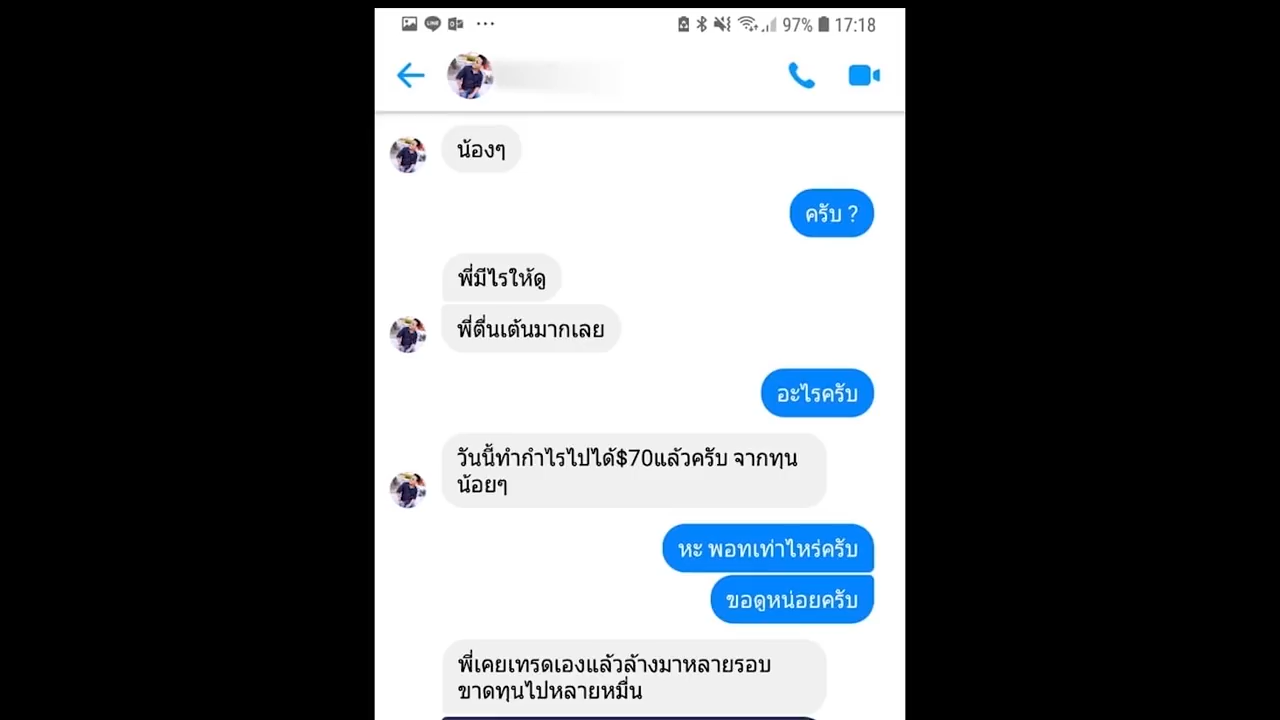 LINE
97%
17:18
น้องๆ
ครับ ?
พี่มีไรให้ดู
พี่ตื่นเต้นมากเลย
อะไรครับ
วันนี้ทำกำไรไปได้$70แล้วครับ จากทุน
น้อยๆ
หะ พอทเท่าไหร่ครับ
ขอดูหน่อยครับ
พี่เคยเทรดเองแล้วล้างมาหลายรอบ
ขาดทุนไปหลายหมื่น